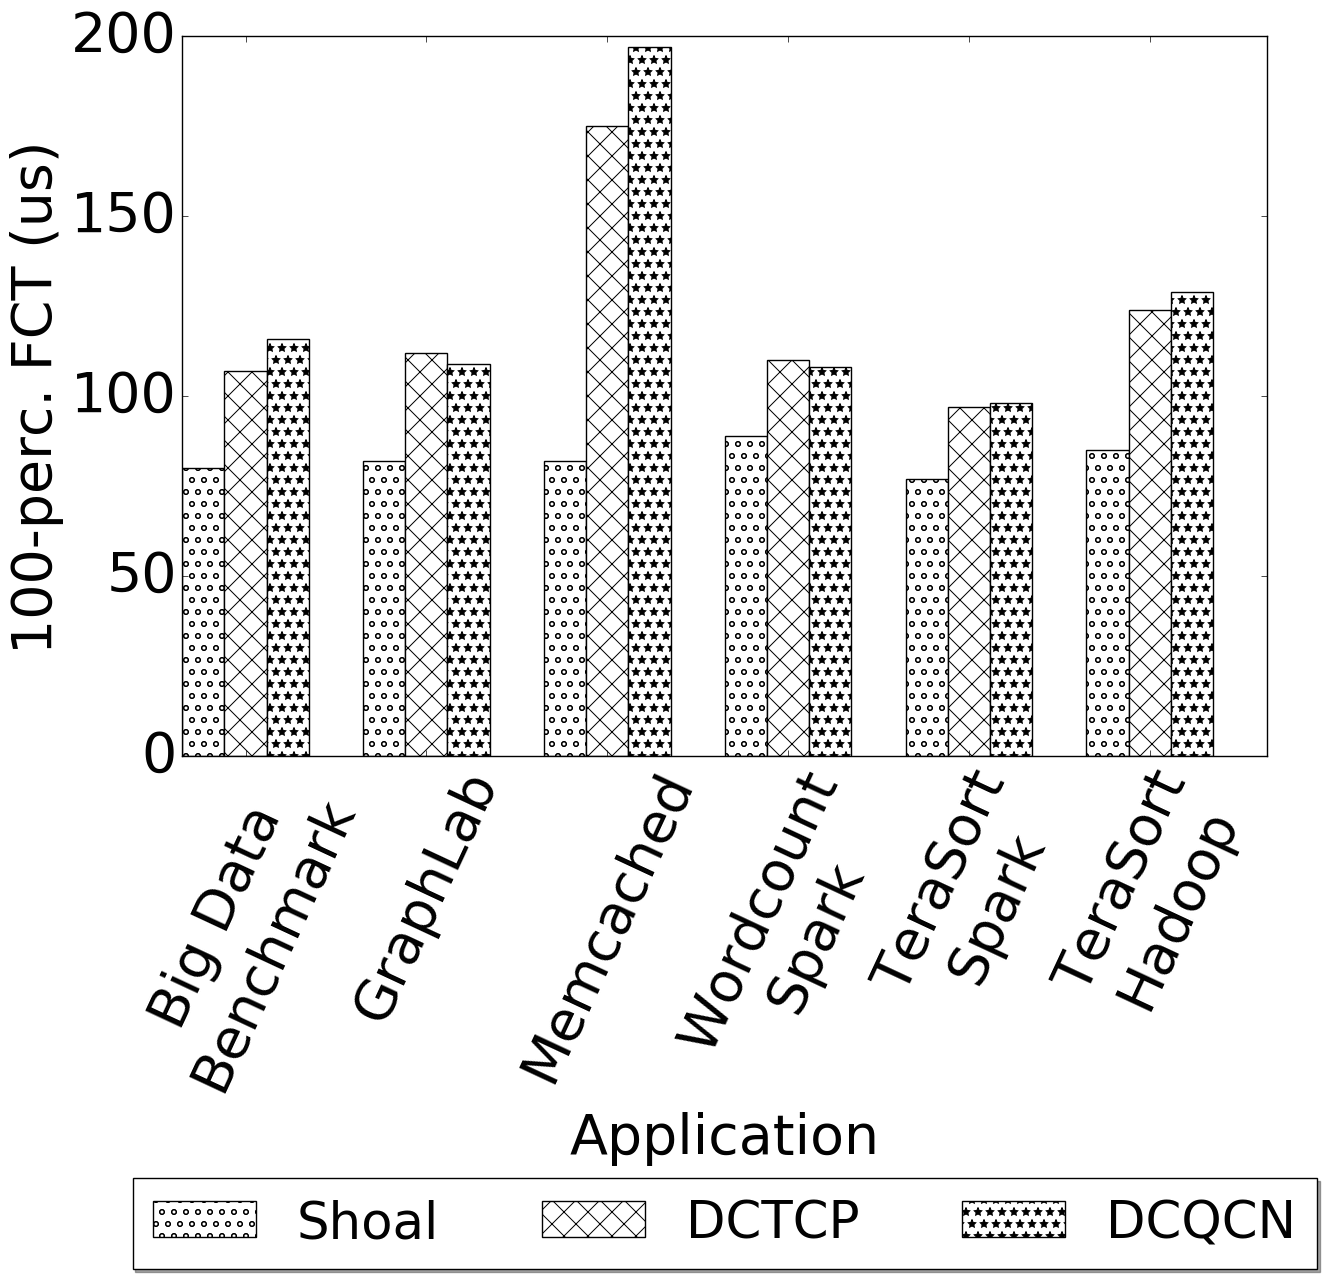 200
150
100
50
0
100-perc. FCT (us)
Big Data
Benchmark
GraphLab
Memcached
Wordcount
Spark
TeraSort
Spark
TeraSort
Hadoop
Application
Shoal DCTCP DCQCN